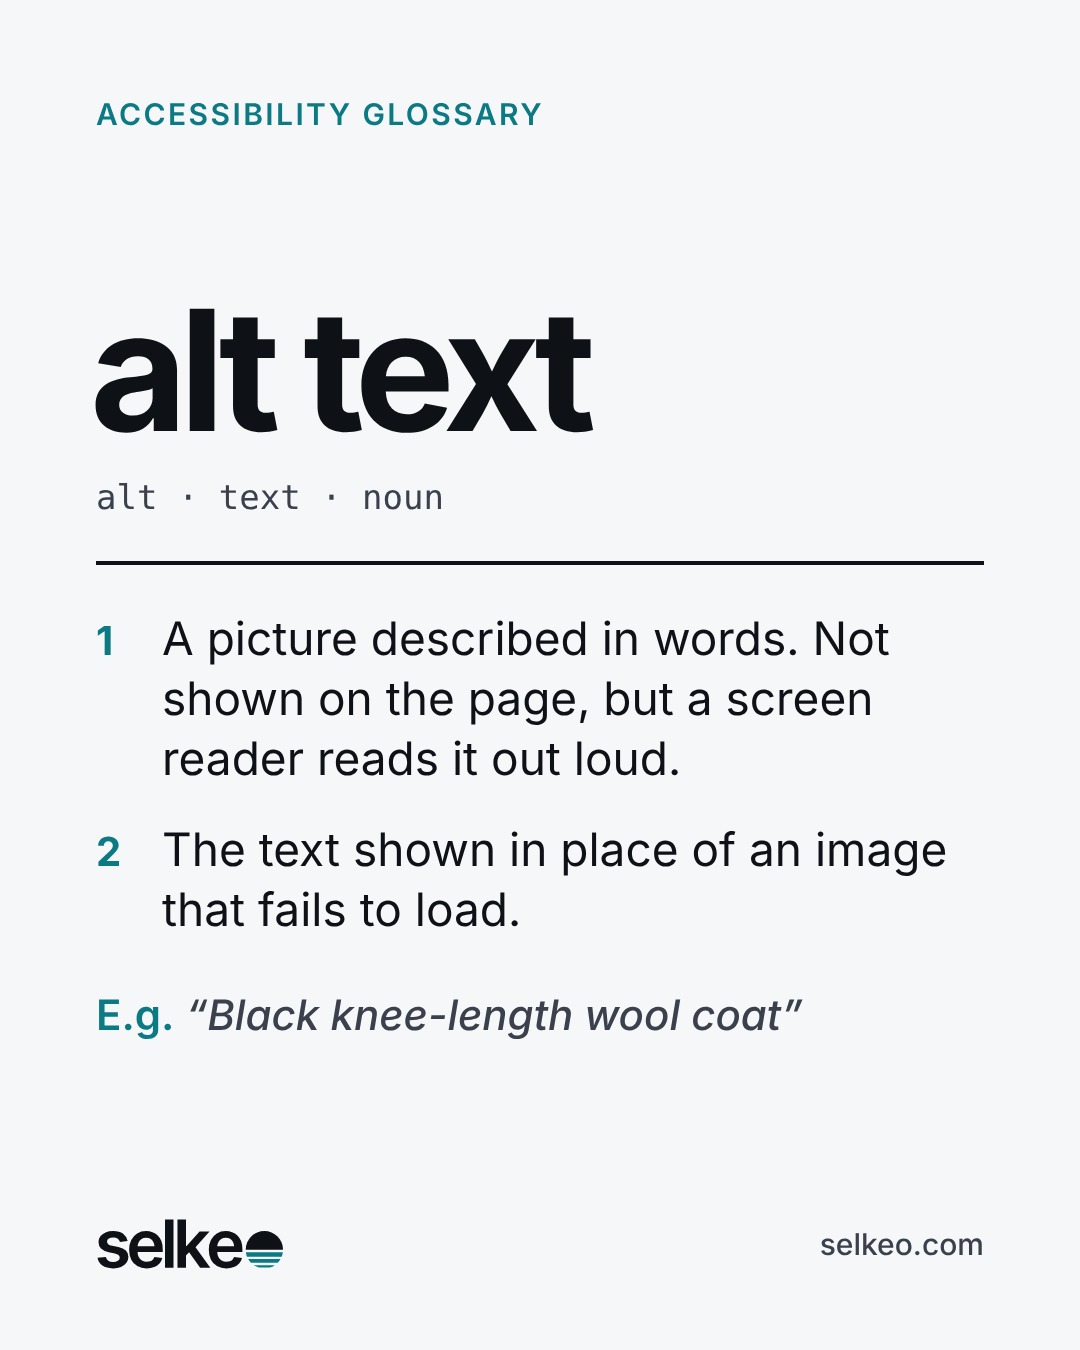 ACCESSIBILITY GLOSSARY
alt text
alt · text · noun
1 A picture described in words. Not
shown on the page, but a screen
reader reads it out loud.
2 The text shown in place of an image
that fails to load.
E.g. “Black knee-length wool coat”
selkeo
selkeo.com